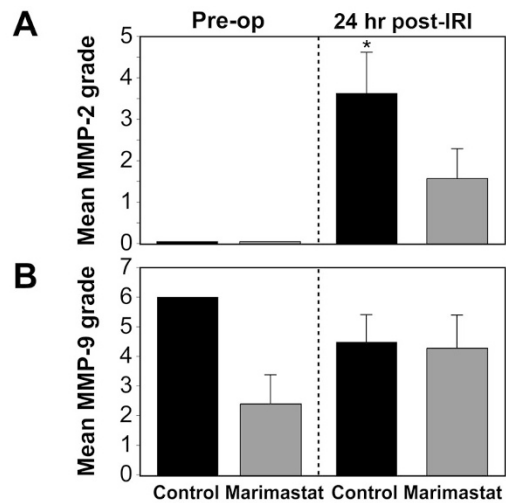 A
Pre-op 24 hr post-IRI
Mean MMP-2 grade
5
4
3
2
1
0
*
B
Mean MMP-9 grade
7
6
5
4
3
2
1
0
Control Marimastat Control Marimastat